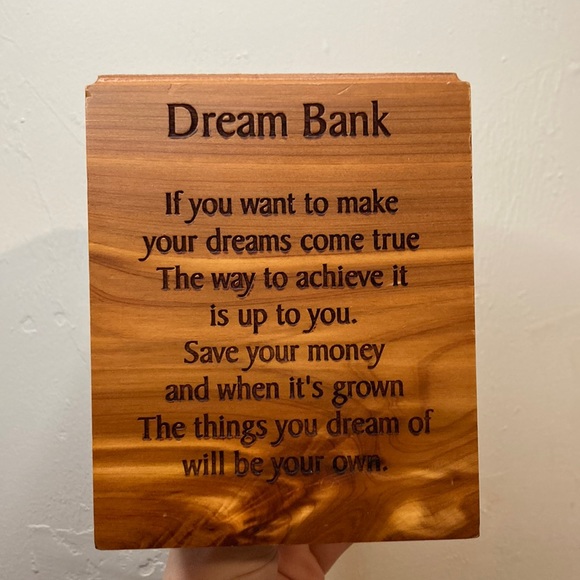 Dream Bank
If you want to make
your dreams come true
The way to achieve it
is up to you.
Save your money
and when it's grown
The things you dream of
will be your own.